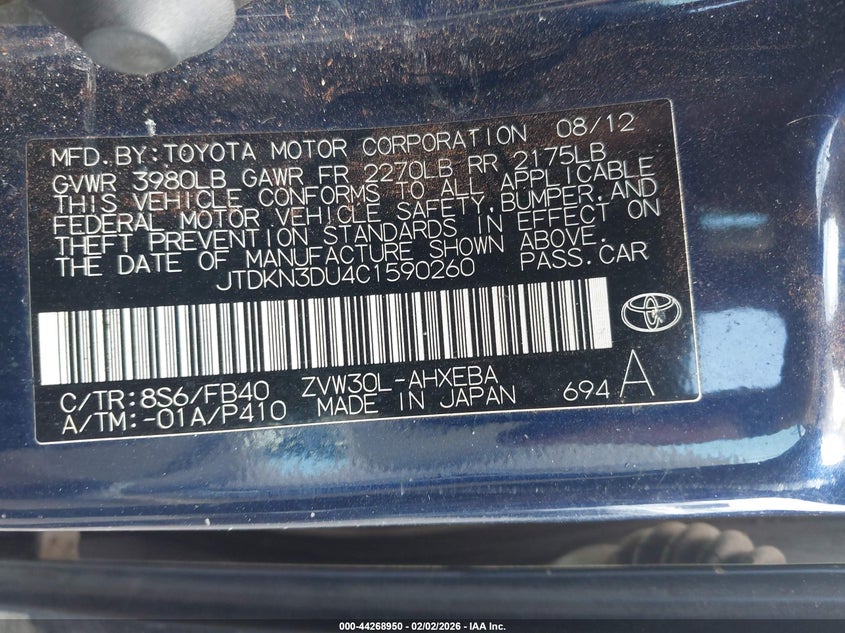 MFD.BY:TOYOTA MOTOR CORPORATION 08/12
GVWR 3980LB GAWR FR 2270LB RR 2175LB
THIS VEHICLE CONFORMS TO ALL APPLICABLE
FEDERAL MOTOR VEHICLE SAFETY,BUMPER,AND
THEFT PREVENTION STANDARDS IN EFFECT ON
THE DATE OF MANUFACTURE SHOWN ABOVE.
JTDKN3DU4C1590260 PASS.CAR
C/TR:8S6/FB40 ZVW30L-AHXEBA
A/TM:-01A/P410 MADE IN JAPAN 694 A
000-44268950 - 02/02/2026 - IAA Inc.